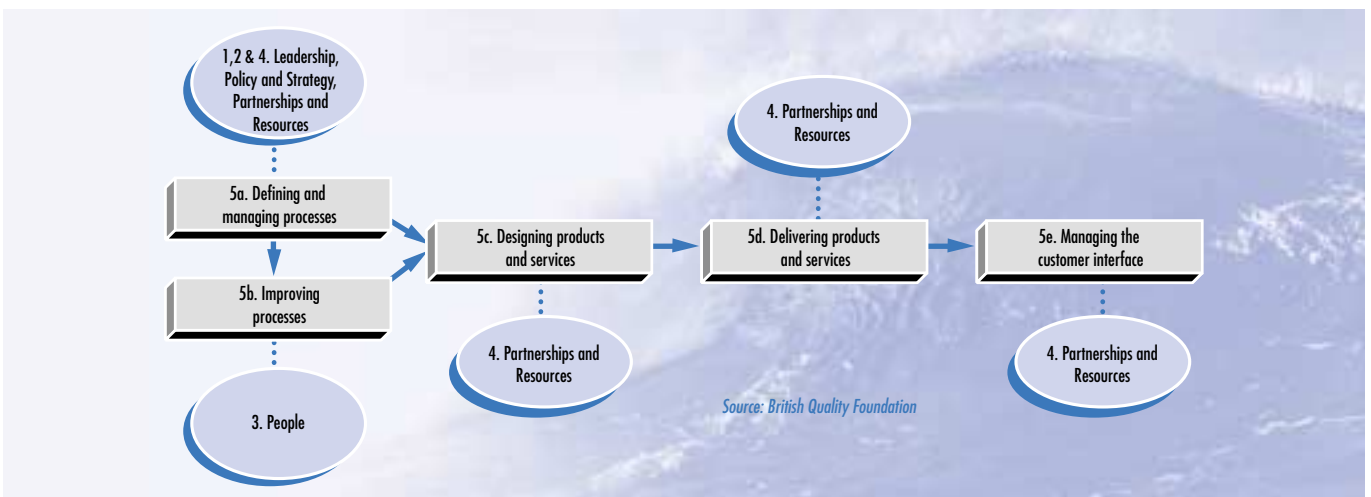 1,2 & 4. Leadership,
Policy and Strategy,
Partnerships and
Resources
4. Partnerships and
Resources
5a. Defining and
managing processes
5c. Designing products
and services
5d. Delivering products
and services
5e. Managing the
customer interface
5b. Improving
processes
4. Partnerships and
Resources
4. Partnerships and
Resources
Source: British Quality Foundation
3. People